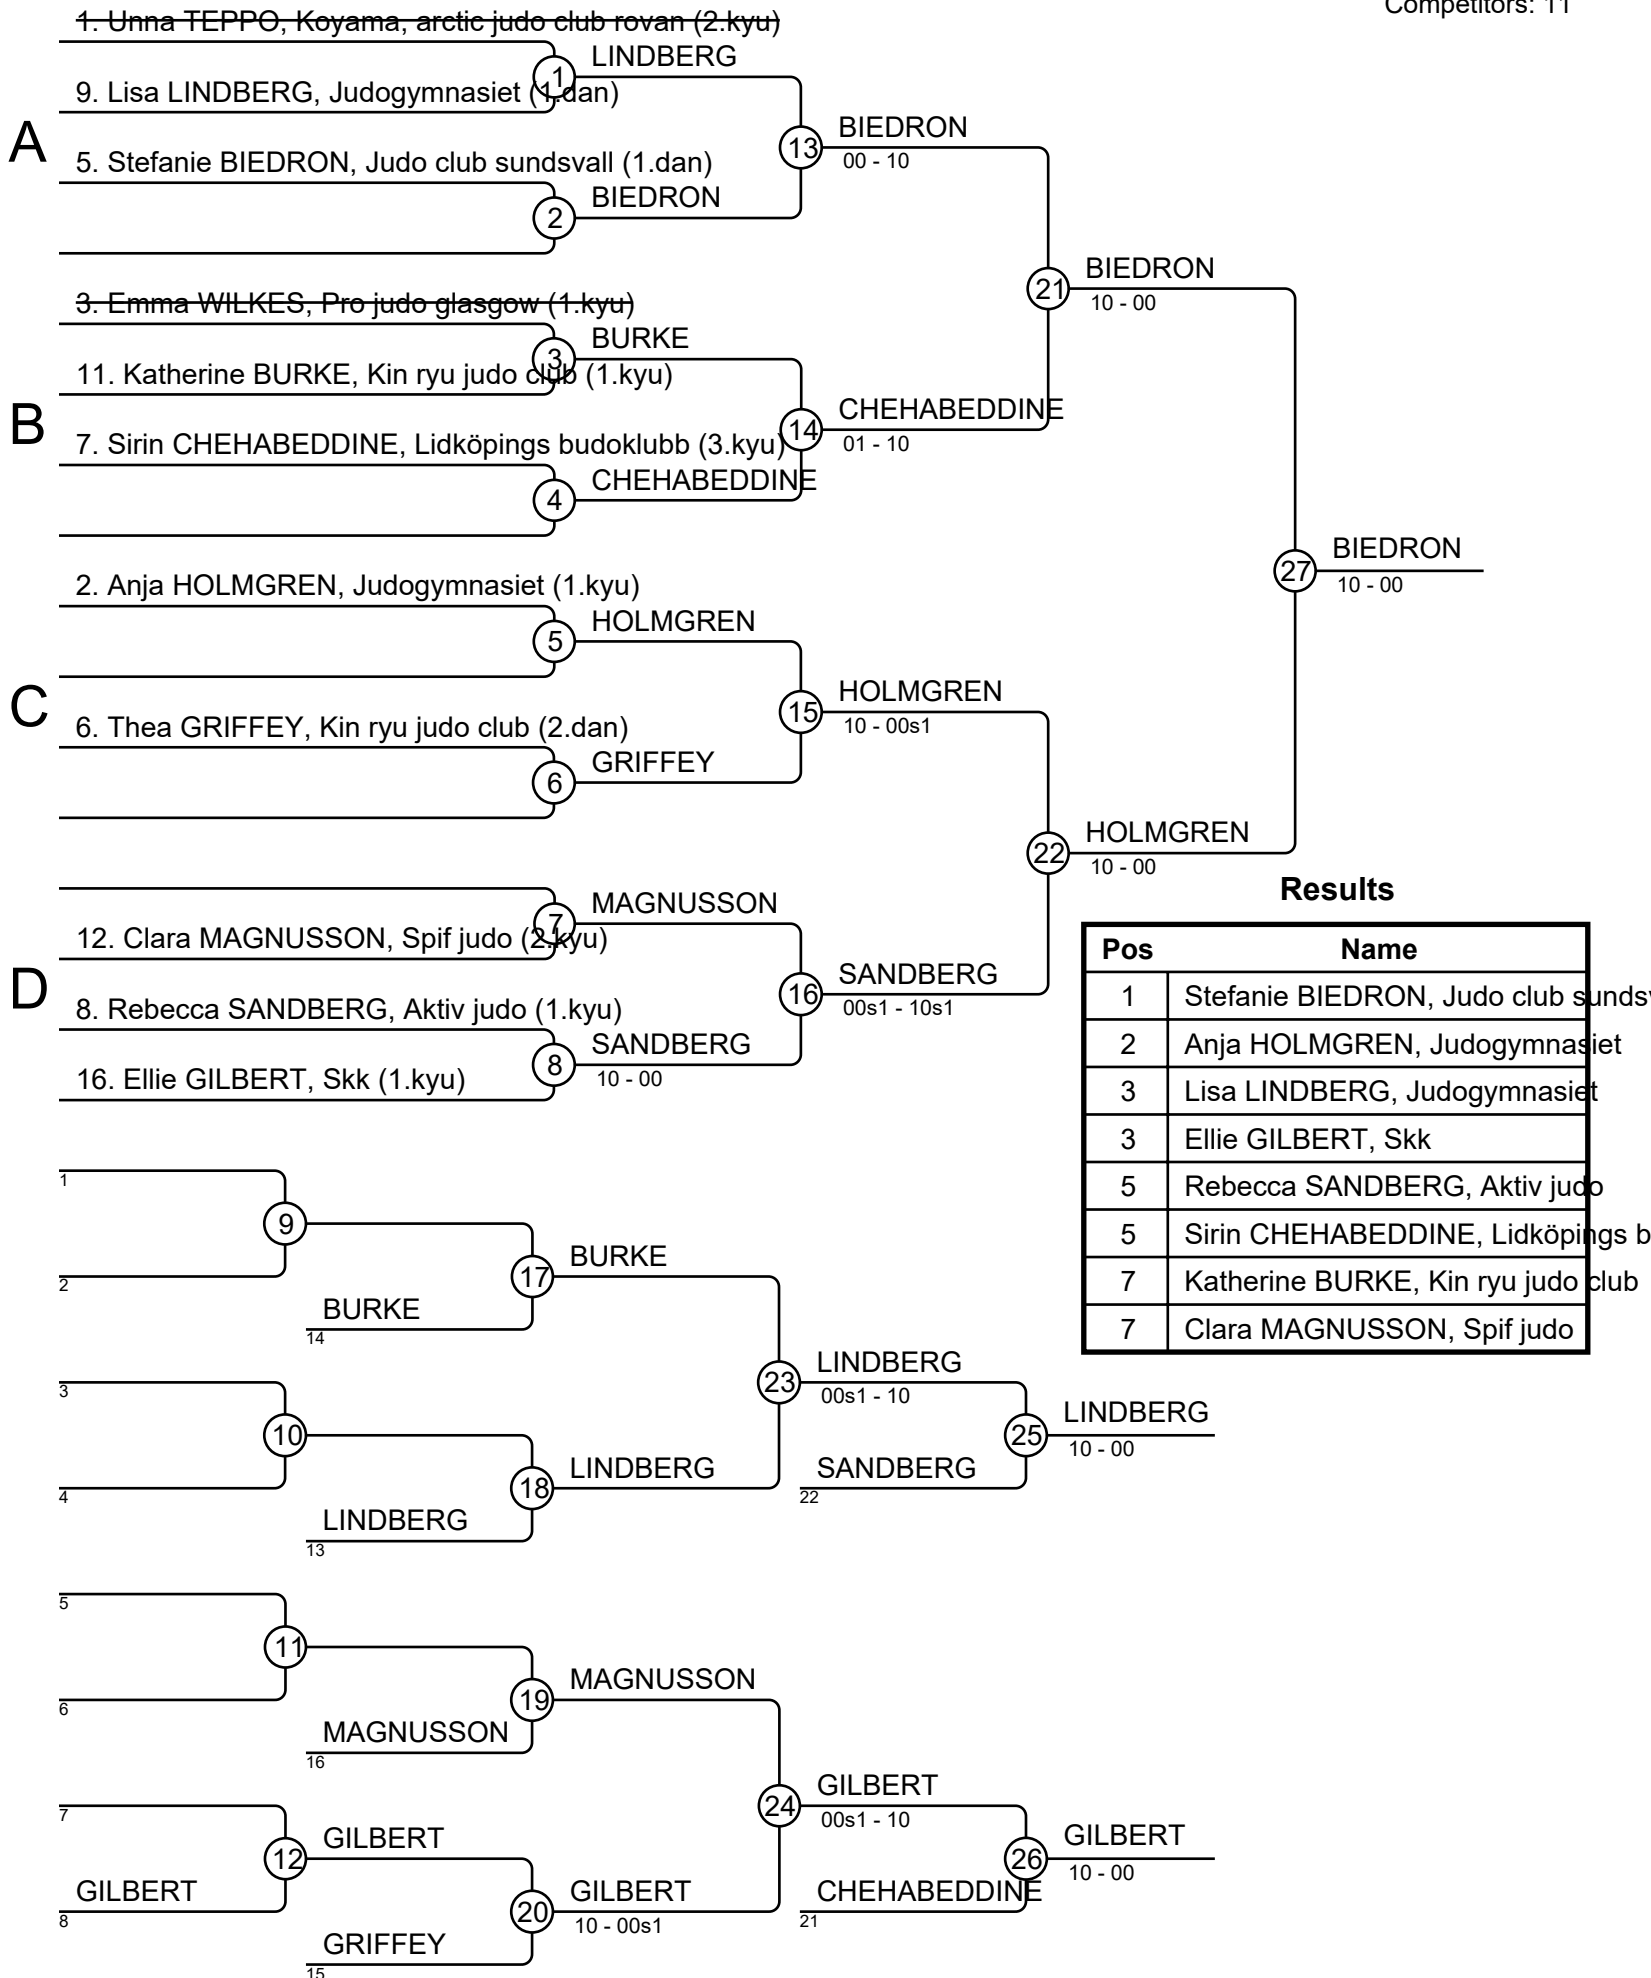 Competitors: 11
1. Unna TEPPO, Koyama, arctic judo club rovan (2.kyu)
LINDBERG
1
9. Lisa LINDBERG, Judogymnasiet (1.dan)
A
BIEDRON
13
00 - 10
5. Stefanie BIEDRON, Judo club sundsvall (1.dan)
BIEDRON
2
BIEDRON
21
10 - 00
3. Emma WILKES, Pro judo glasgow (1.kyu)
BURKE
3
11. Katherine BURKE, Kin ryu judo club (1.kyu)
B
CHEHABEDDINE
14
01 - 10
7. Sirin CHEHABEDDINE, Lidköpings budoklubb (3.kyu)
CHEHABEDDINE
4
BIEDRON
27
10 - 00
2. Anja HOLMGREN, Judogymnasiet (1.kyu)
HOLMGREN
5
C
HOLMGREN
15
10 - 00s1
6. Thea GRIFFEY, Kin ryu judo club (2.dan)
GRIFFEY
6
HOLMGREN
22
10 - 00
MAGNUSSON
7
12. Clara MAGNUSSON, Spif judo (2.kyu)
D
SANDBERG
16
00s1 - 10s1
8. Rebecca SANDBERG, Aktiv judo (1.kyu)
SANDBERG
8
10 - 00
16. Ellie GILBERT, Skk (1.kyu)
Results
Pos Name
1 Stefanie BIEDRON, Judo club
2 Anja HOLMGREN, Judogymnasiet
3 Lisa LINDBERG, Judogymnasiet
3 Ellie GILBERT, Skk
5 Rebecca SANDBERG, Aktiv judo
5 Sirin CHEHABEDDINE, Lidköpings
7 Katherine BURKE, Kin ryu judo club
7 Clara MAGNUSSON, Spif judo
1
9
2
BURKE
17
BURKE
14
3
10
4
LINDBERG
23
00s1 - 10
LINDBERG
25
10 - 00
LINDBERG
18
SANDBERG
22
LINDBERG
13
5
11
6
MAGNUSSON
19
MAGNUSSON
16
7
GILBERT
24
00s1 - 10
GILBERT
12
GILBERT
26
10 - 00
GILBERT
8
GILBERT
20
10 - 00s1
CHEHABEDDINE
21
GRIFFEY
15